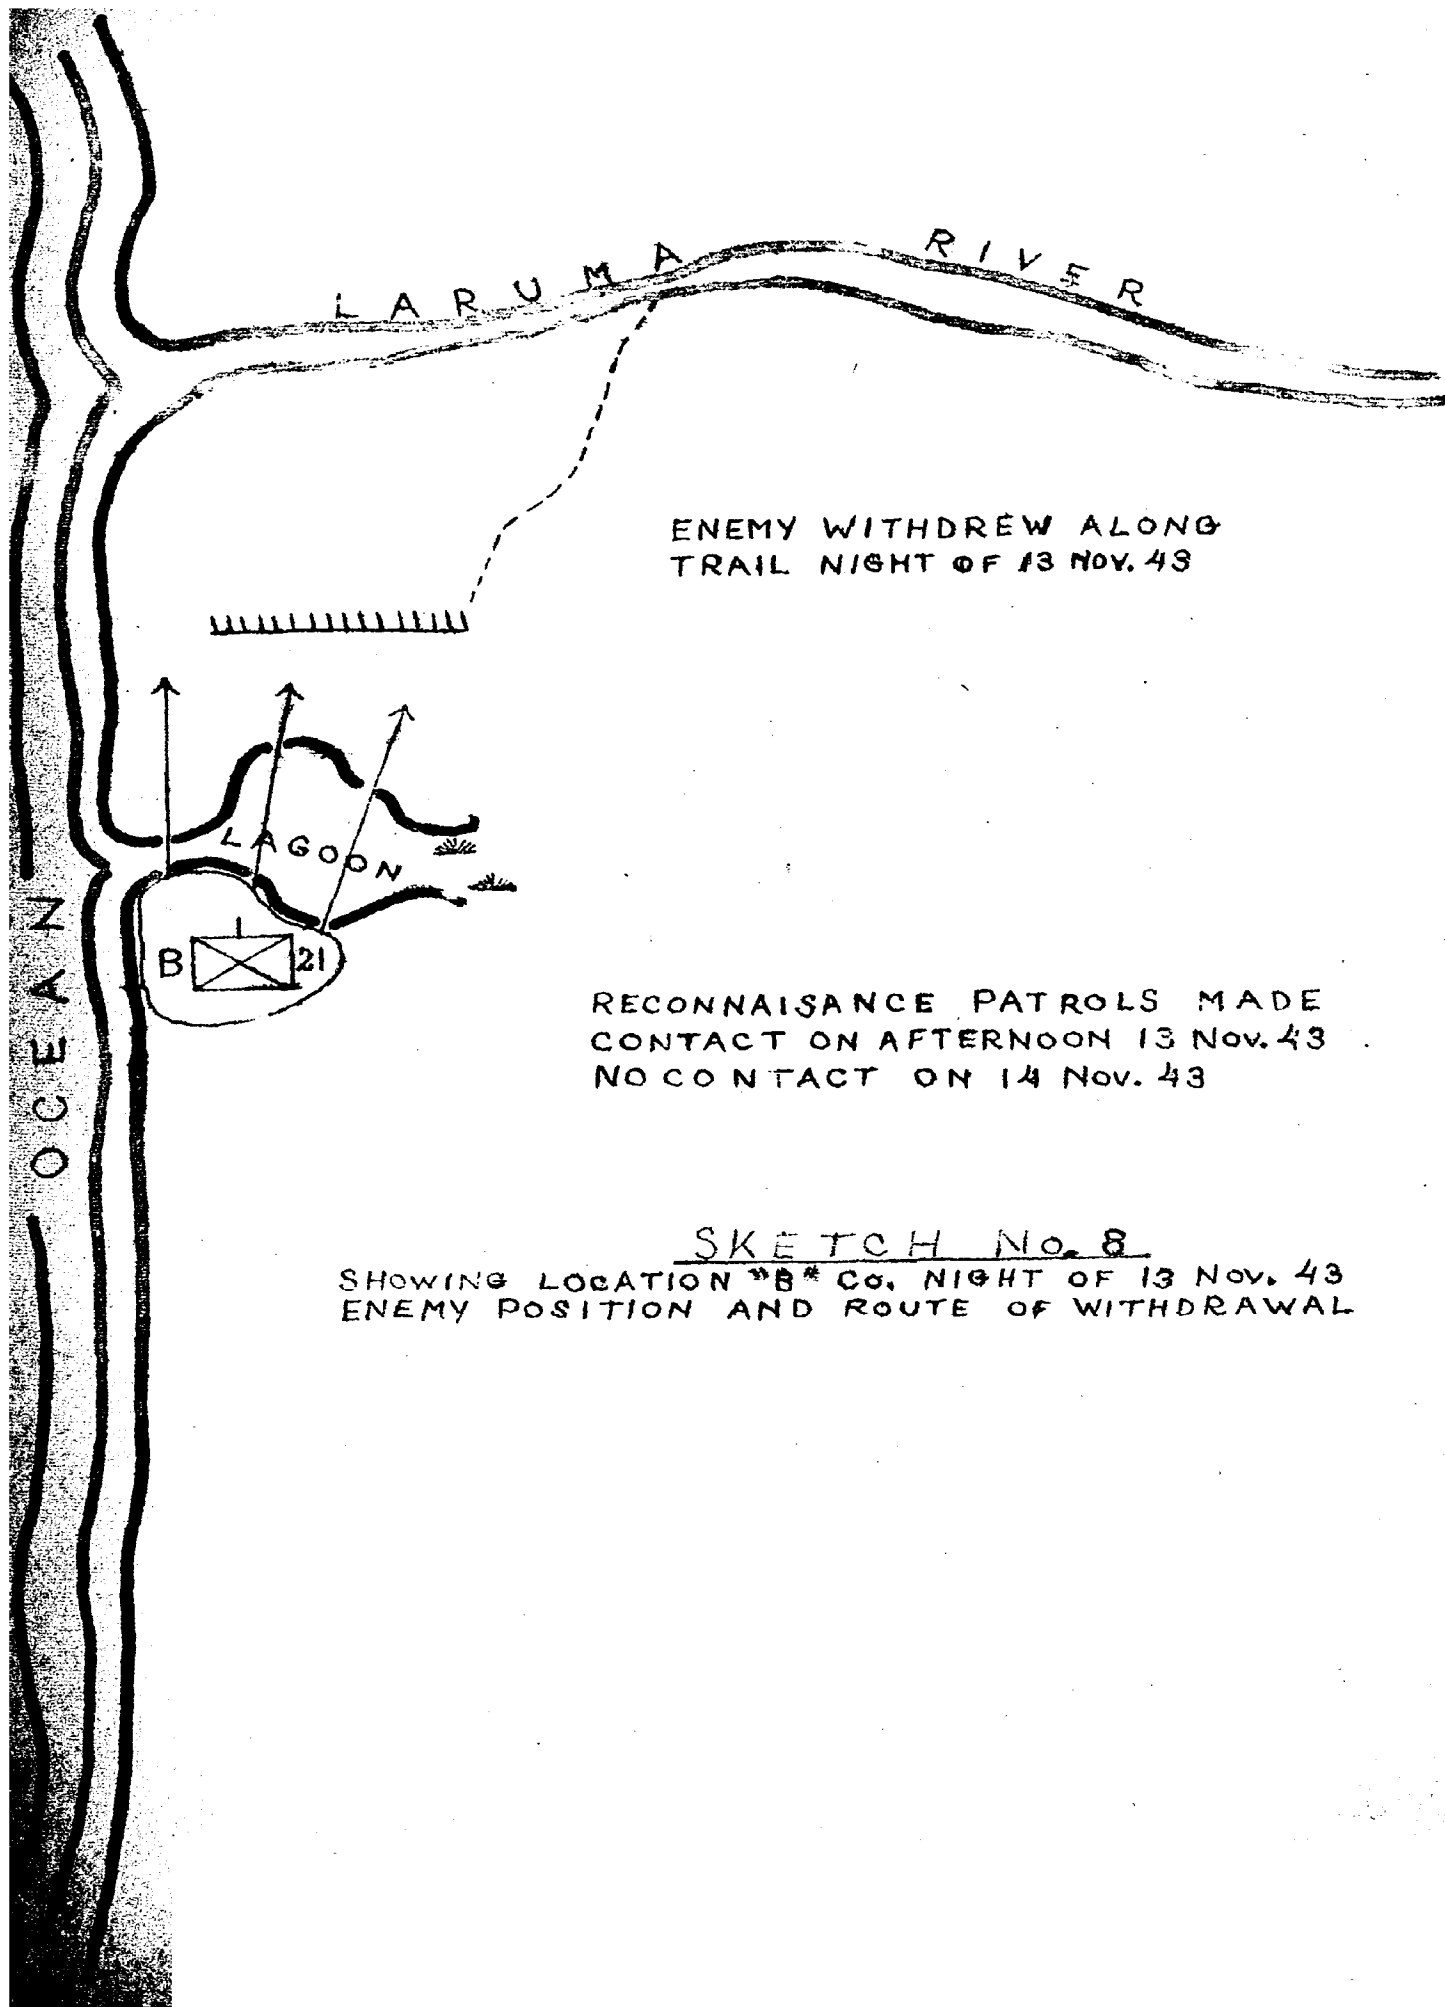 LARUMA RIVER
ENEMY WITHDREW ALONG
TRAIL NIGHT OF 13 NOV. 43
LAGOON
OCEAN
B 21
RECONNAISANCE PATROLS MADE
CONTACT ON AFTERNOON 13 NOV. 43
NO CONTACT ON 14 NOV. 43
SKETCH No. 8
SHOWING LOCATION "B" CO. NIGHT OF 13 NOV. 43
ENEMY POSITION AND ROUTE OF WITHDRAWAL